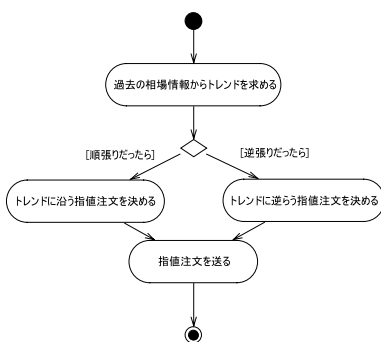 過去の相場情報からトレンドを求める
[順張りだったら]
[逆張りだったら]
トレンドに沿う指値注文を決める
トレンドに逆らう指値注文を決める
指値注文を送る